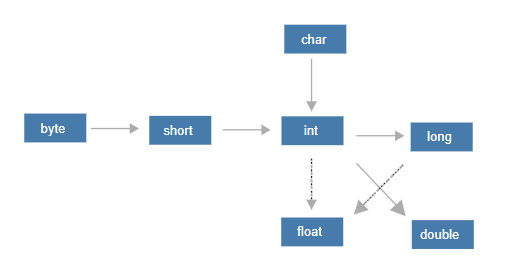 char
byte
short
int
long
float
double